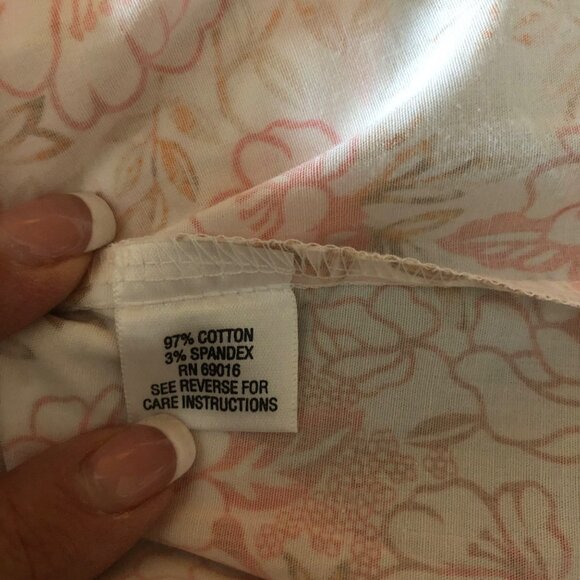 97% COTTON
3% SPANDEX
RN 69016
SEE REVERSE FOR
CARE INSTRUCTIONS